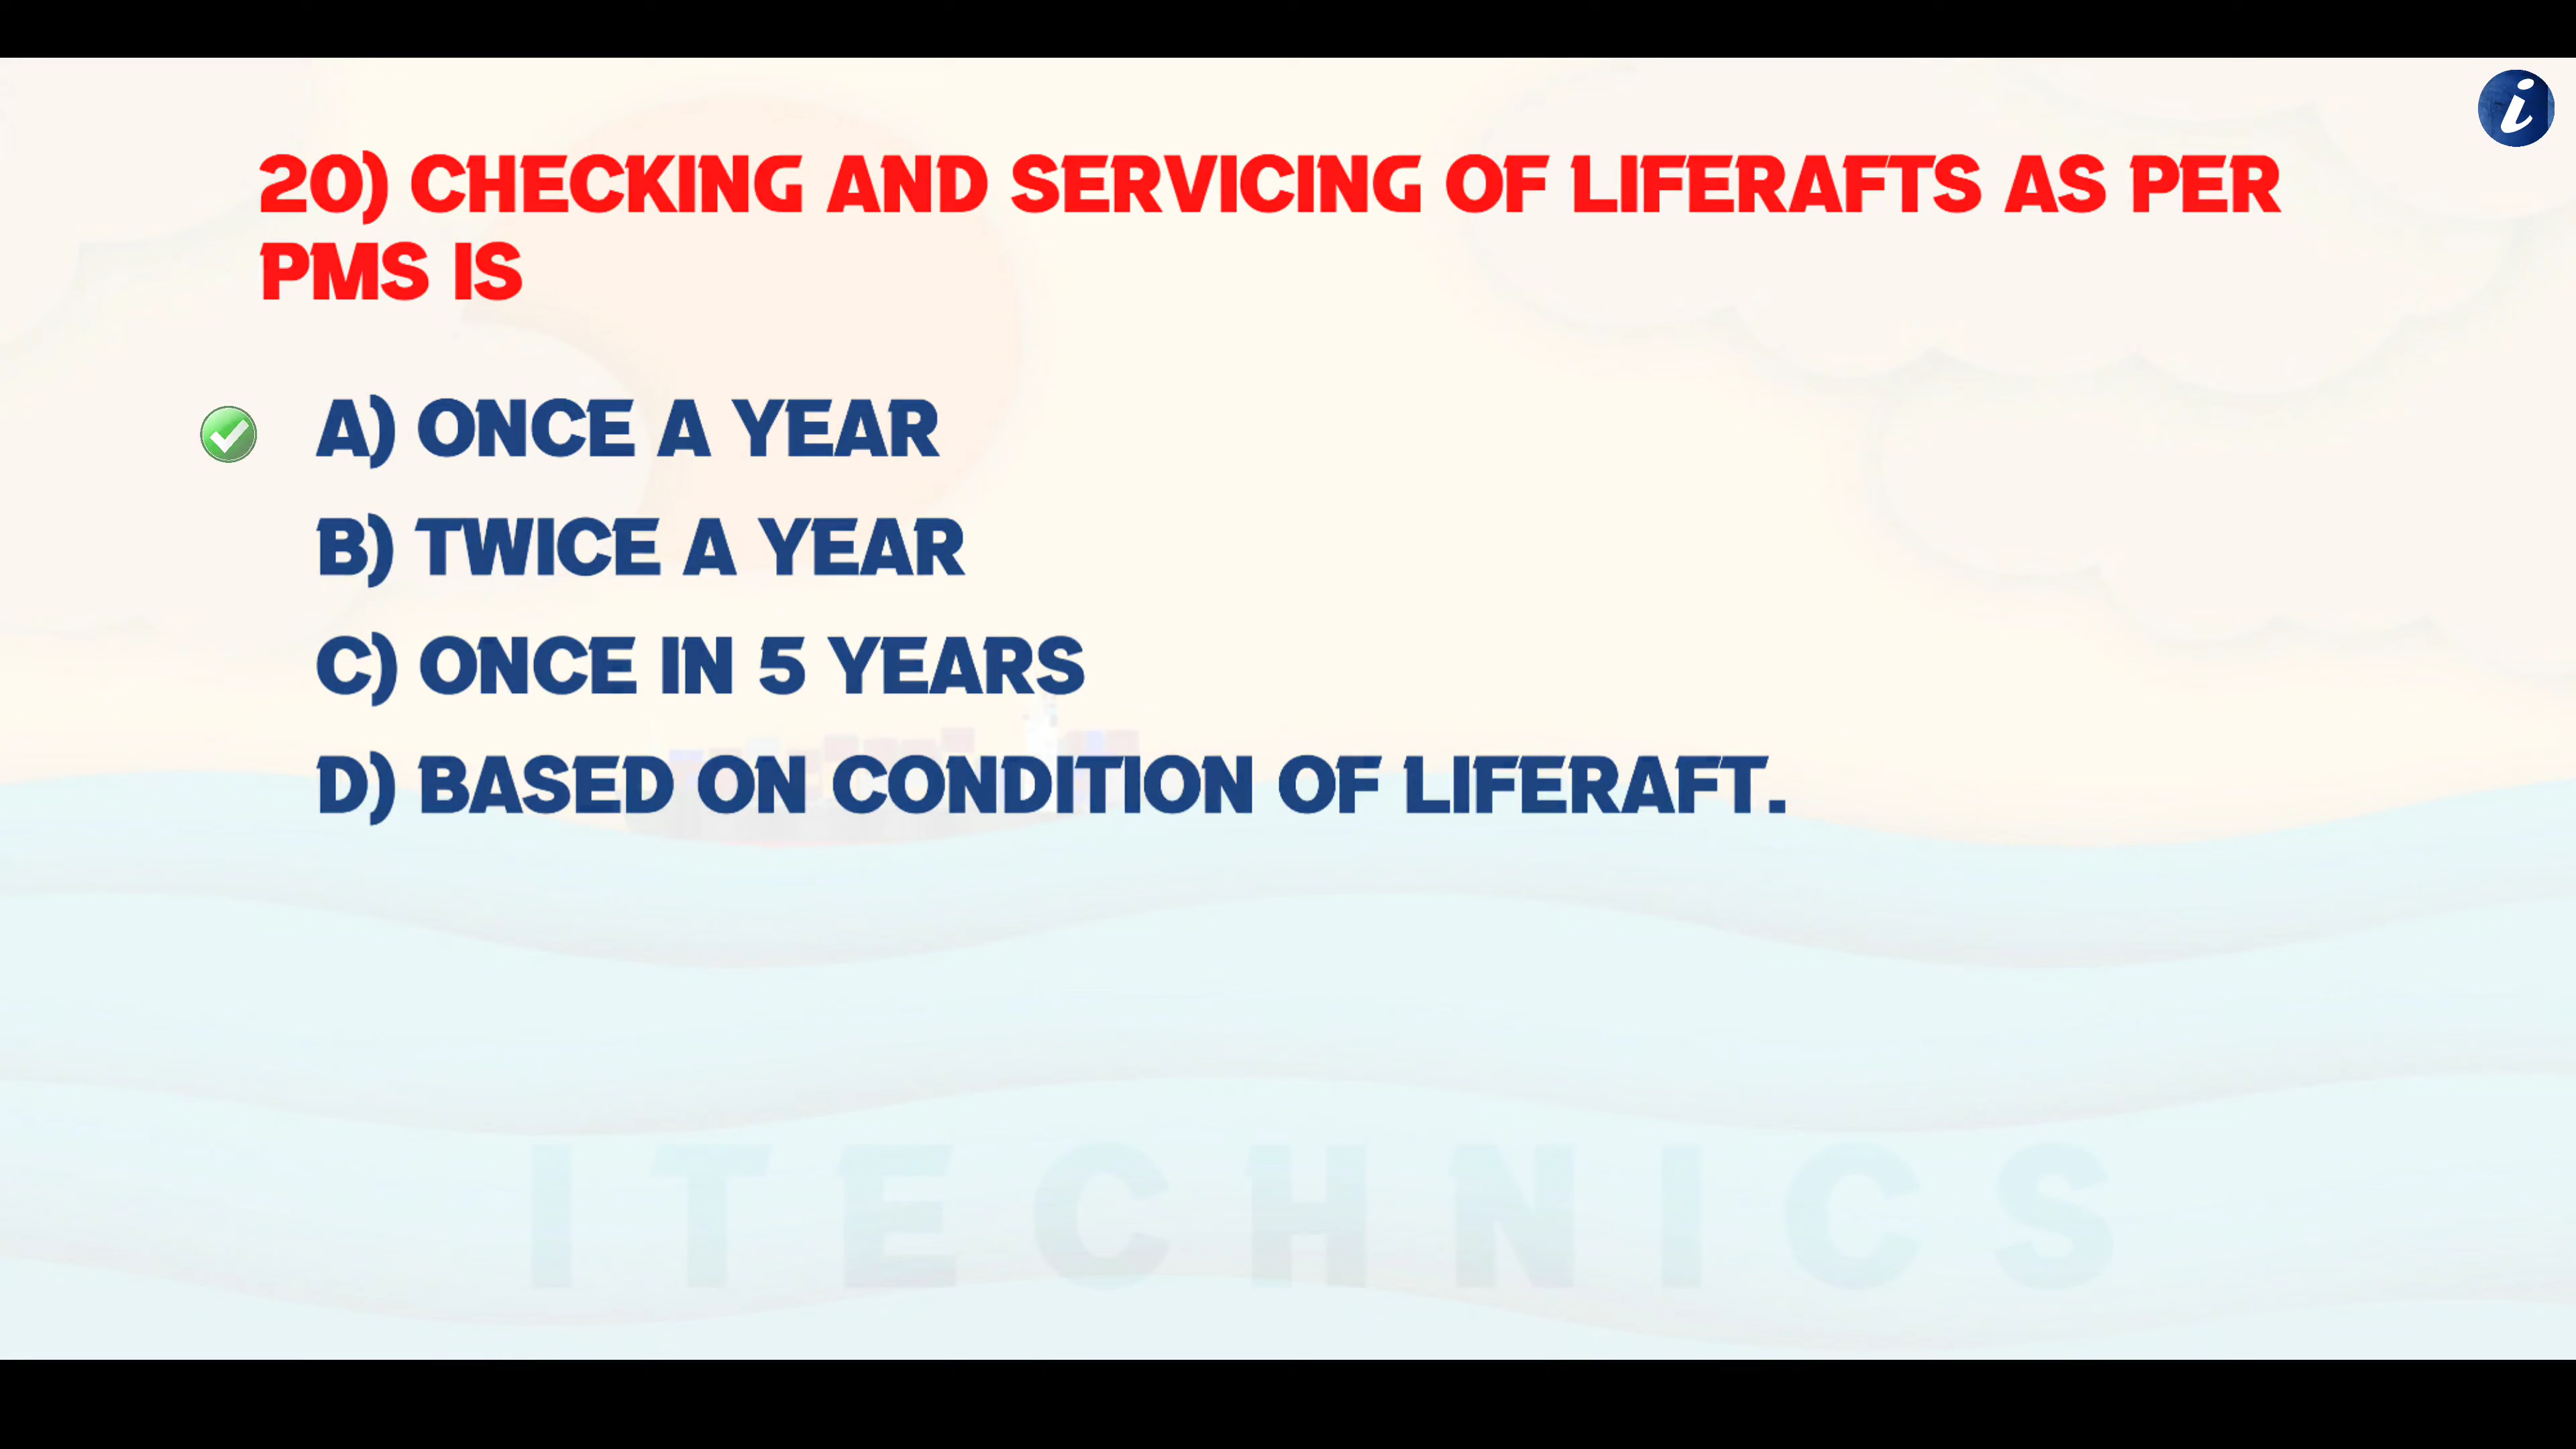 20) CHECKING AND SERVICING OF LIFERAFTS AS PER
PMS IS
A) ONCE A YEAR
B) TWICE A YEAR
C) ONCE IN 5 YEARS
D) BASED ON CONDITION OF LIFERAFT.
ITECHNICS